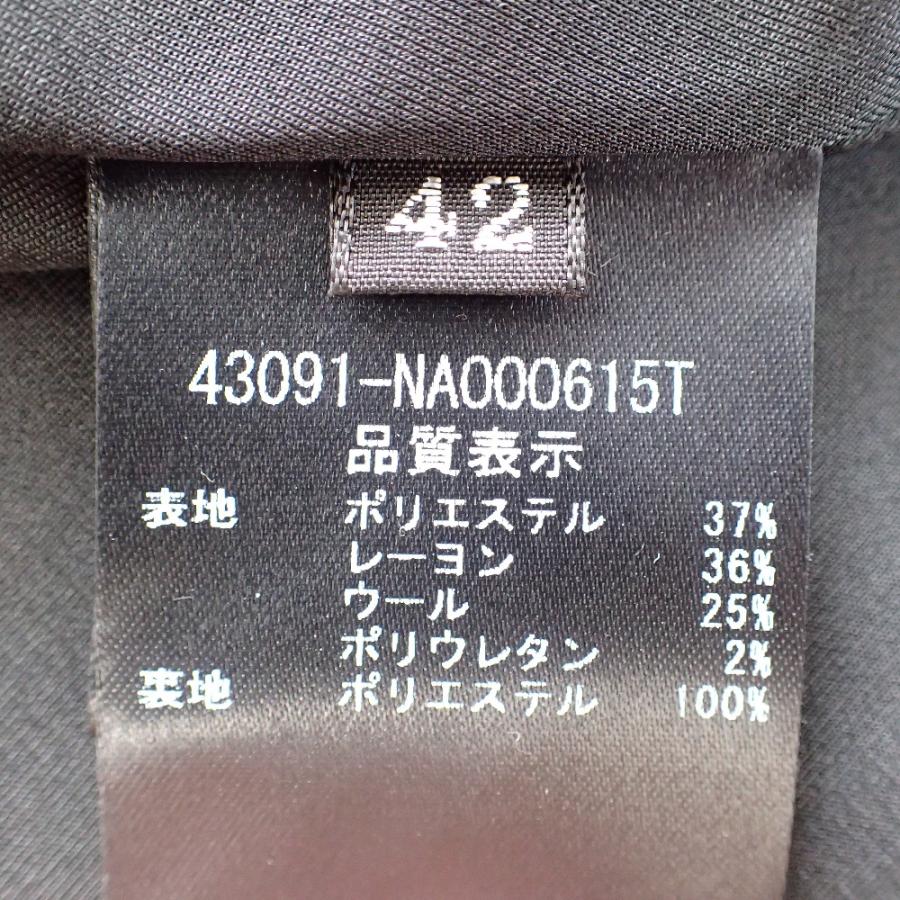 42
43091-NA000615T
品質表示
表地 ポリエステル 37%
レーヨン 36%
ウール 25%
ポリウレタン 2%
裏地 ポリエステル 100%